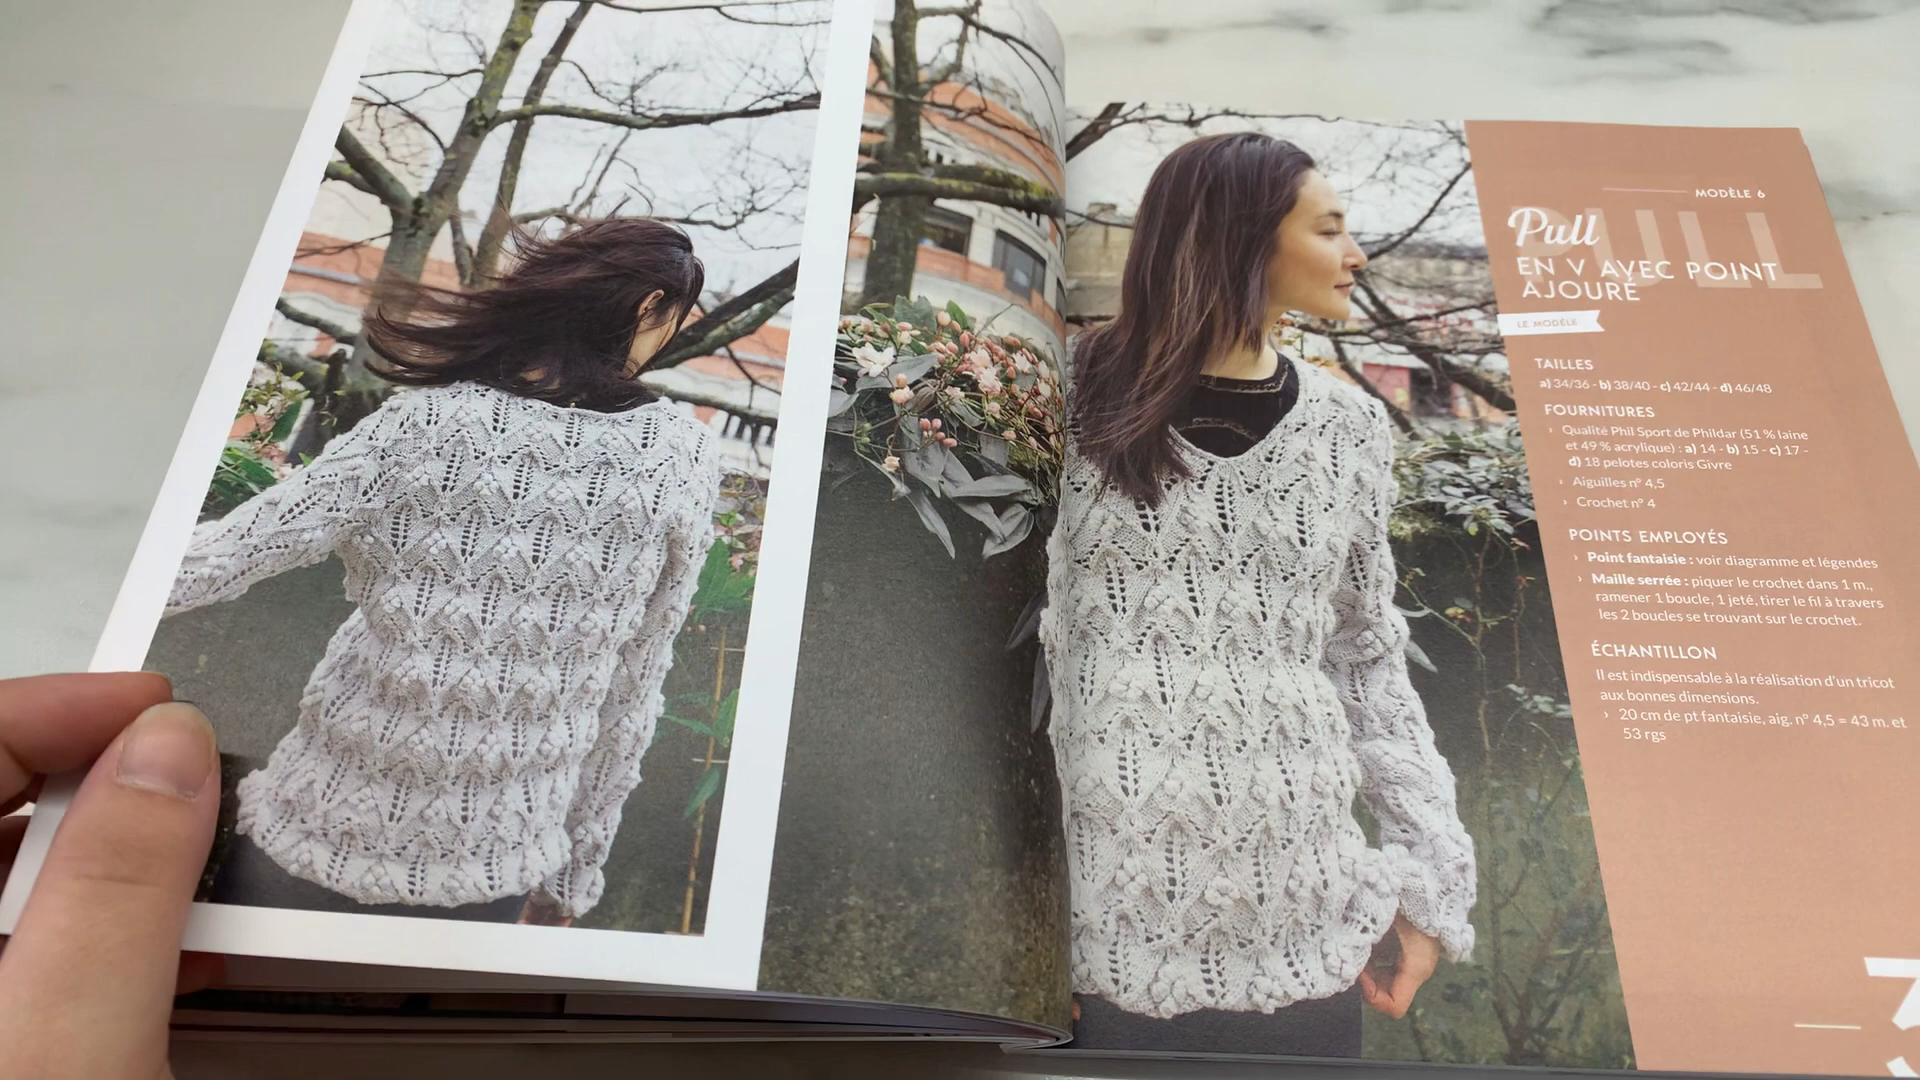 MODÈLE 6
PULL
Pull
EN V AVEC POINT
AJOURÉ
LE MODÈLE
TAILLES
a) 34/36 - b) 38/40 - c) 42/44 - d) 46/48
FOURNITURES
› Qualité Phil Sport de Phildar (51 % laine
et 49 % acrylique) : a) 14 - b) 15 - c) 17 -
d) 18 pelotes coloris Givre
› Aiguilles nº 4,5
› Crochet nº 4
POINTS EMPLOYÉS
› Point fantaisie : voir diagramme et légendes
› Maille serrée : piquer le crochet dans 1 m.,
ramener 1 boucle, 1 jeté, tirer le fil à travers
les 2 boucles se trouvant sur le crochet.
ÉCHANTILLON
Il est indispensable à la réalisation d'un tricot
aux bonnes dimensions.
› 20 cm de pt fantaisie, aig. nº 4,5 = 43 m. et
53 rgs